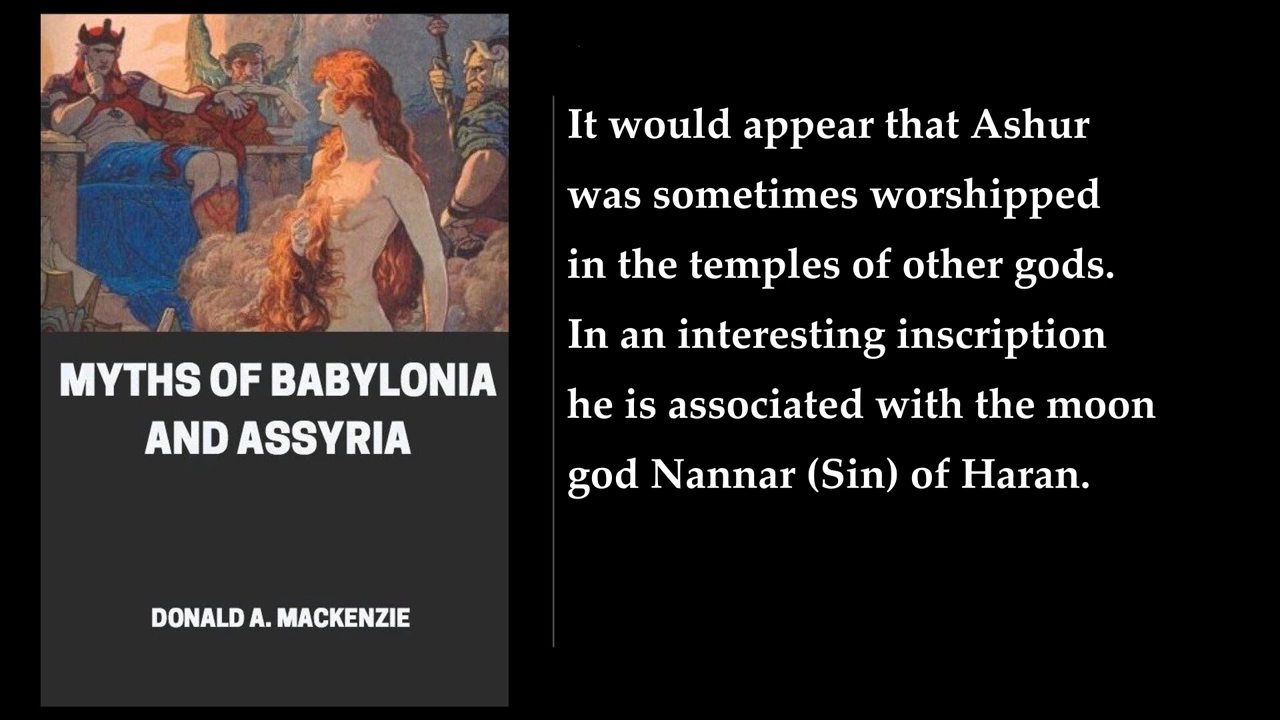 MYTHS OF BABYLONIA
AND ASSYRIA
DONALD A. MACKENZIE
It would appear that Ashur
was sometimes worshipped
in the temples of other gods.
In an interesting inscription
he is associated with the moon
god Nannar (Sin) of Haran.